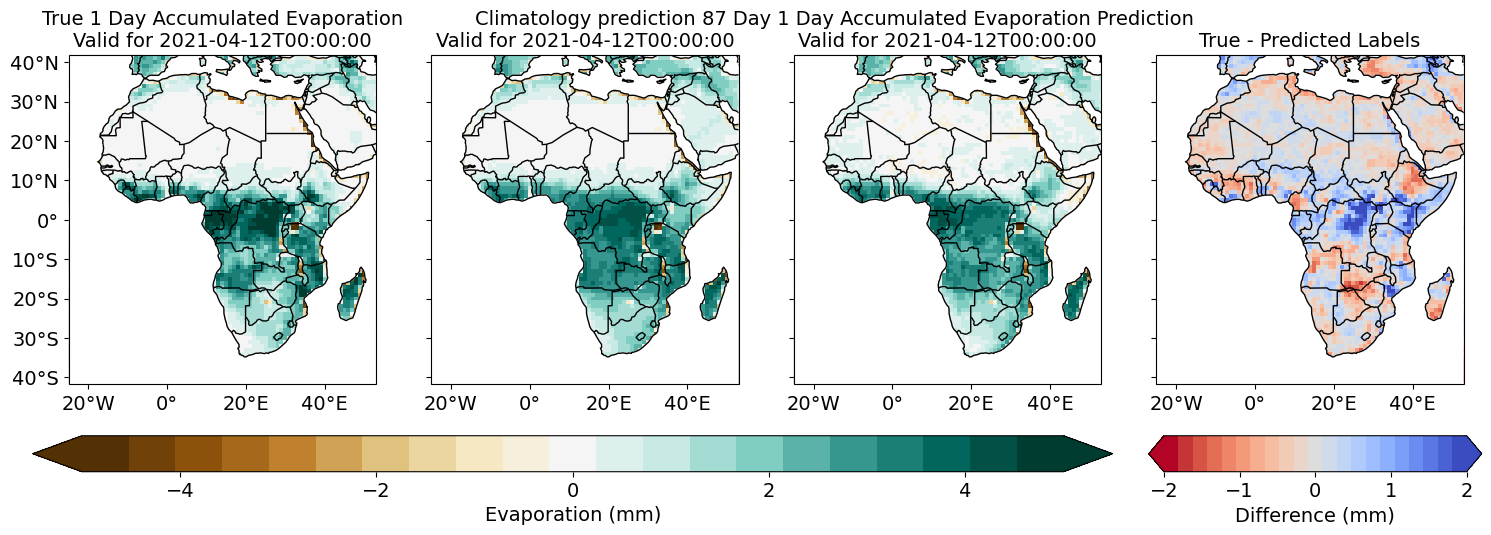 True 1 Day Accumulated Evaporation
Valid for 2021-04-12T00:00:00
Climatology prediction 87 Day 1 Day Accumulated Evaporation Prediction
Valid for 2021-04-12T00:00:00
Valid for 2021-04-12T00:00:00
True - Predicted Labels
40°N
30°N
20°N
10°N
0°
10°S
20°S
30°S
40°S
20°W 0° 20°E 40°E
20°W 0° 20°E 40°E
20°W 0° 20°E 40°E
20°W 0° 20°E 40°E
−4 −2 0 2 4
Evaporation (mm)
−2 −1 0 1 2
Difference (mm)